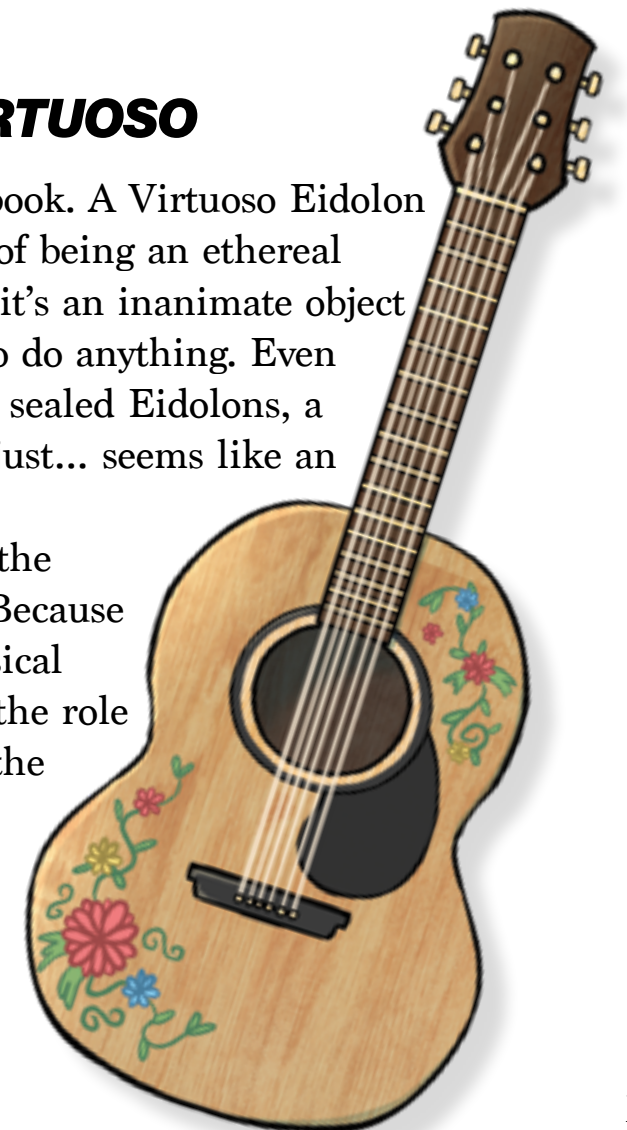 RTUOSO
book. A Virtuoso Eidolon
of being an ethereal
it's an inanimate object
o do anything. Even
sealed Eidolons, a
just... seems like an
the
Because
sical
the role
the